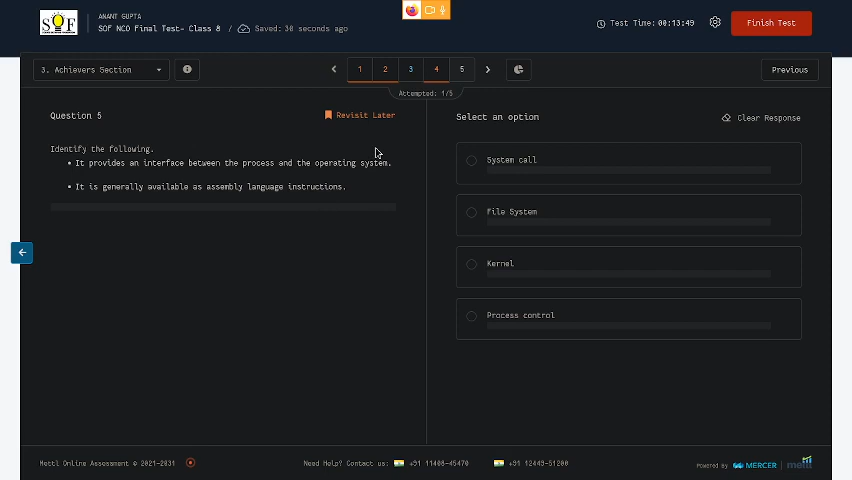 SOF
ANANT GUPTA
SOF NCO Final Test- Class 8 / Saved: 30 seconds ago
Test Time: 00:13:49
Finish Test
3. Achievers Section
1 2 3 4 5
Previous
Attempted: 1/5
Question 5
Revisit Later
Identify the following.
• It provides an interface between the process and the operating system.
• It is generally available as assembly language instructions.
Select an option
Clear Response
System call
File System
Kernel
Process control
Mettl Online Assessment © 2021-2031
Need Help? Contact us: +91 11408-45470 +91 12449-51200
Powered by MERCER mettl